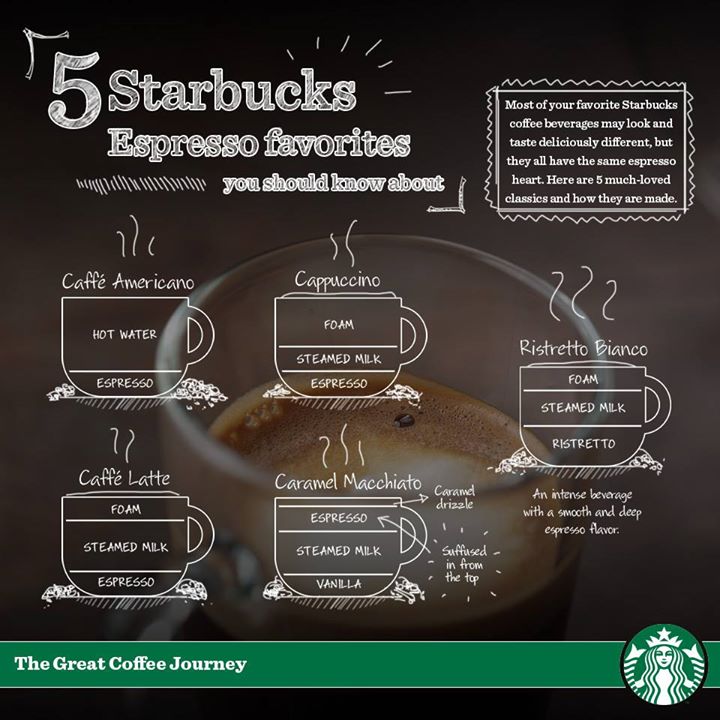 5 Starbucks
Espresso favorites
you should know about
Most of your favorite Starbucks
coffee beverages may look and
taste deliciously different, but
they all have the same espresso
heart. Here are 5 much-loved
classics and how they are made.
Caffé Americano
HOT WATER
ESPRESSO
Cappuccino
FOAM
STEAMED MILK
ESPRESSO
Ristretto Bianco
FOAM
STEAMED MILK
RISTRETTO
An intense beverage
with a smooth and deep
espresso flavor.
Caffé Latte
FOAM
STEAMED MILK
ESPRESSO
Caramel Macchiato
Caramel
drizzle
ESPRESSO
STEAMED MILK
VANILLA
Suffused
in from
the top
The Great Coffee Journey